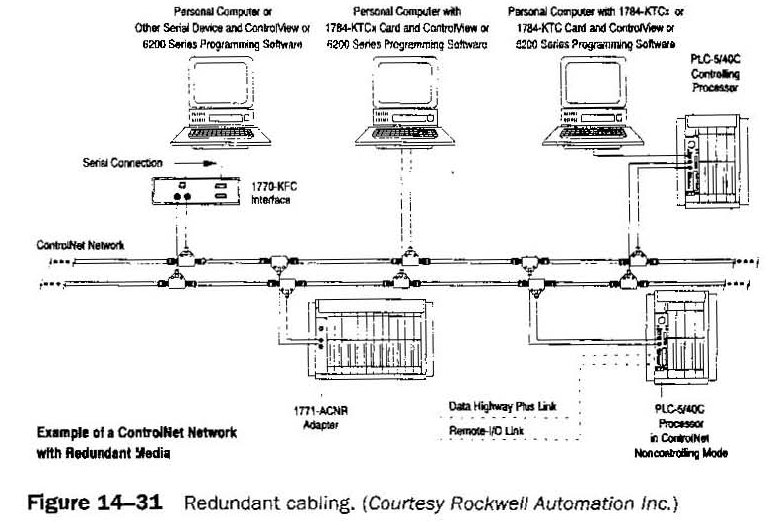 Personal Computer or
Other Serial Device and ControlView or
6200 Series Programming Software
Personal Computer with
1784-KTCx Card and ControlView or
6200 Series Programming Software
Personal Computer with 1784-KTCx or
1784-KTC Card and ControlView or
6200 Series Programming Software
PLC-5/40C
Controlling
Processor
Serial Connection
1770-KFC
Interface
ControlNet Network
1771-ACNR
Adapter
Data Highway Plus Link
Remote-I/O Link
PLC-5/40C
Processor
in ControlNet
Noncontrolling Mode
Example of a ControlNet Network
with Redundant Media
Figure 14–31 Redundant cabling. (Courtesy Rockwell Automation Inc.)